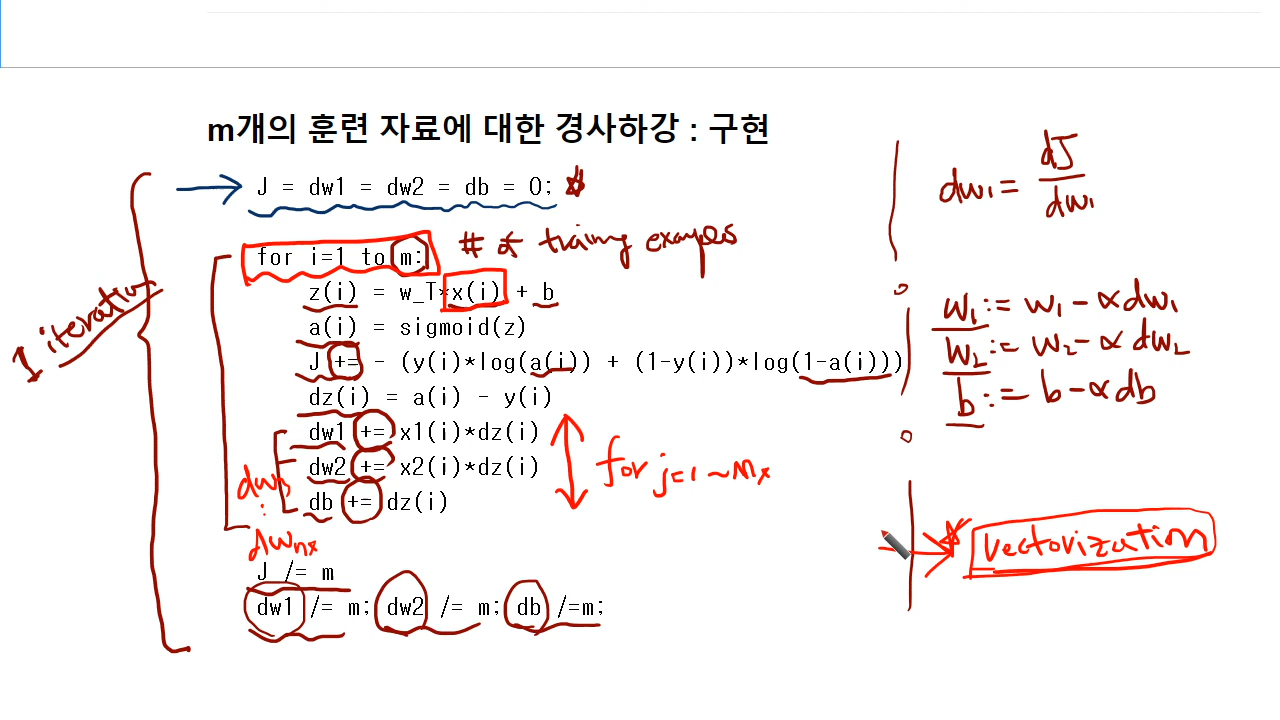 m개의 훈련 자료에 대한 경사하강 : 구현
J = dw1 = dw2 = db = 0;
for i=1 to m:
# of training examples
z(i) = w_T*x(i) + b
a(i) = sigmoid(z)
J += - (y(i)*log(a(i)) + (1-y(i))*log(1-a(i)))
dz(i) = a(i) - y(i)
dw1 += x1(i)*dz(i)
dw2 += x2(i)*dz(i)
db += dz(i)
J /= m
dw1 /= m; dw2 /= m; db /=m;
1 iteration
dw3
⋮
dwnx
for j=1 ~ nx
dw1 = dJ
dw1
w1 := w1 - αdw1
w2 := w2 - αdw2
b := b - αdb
vectorization